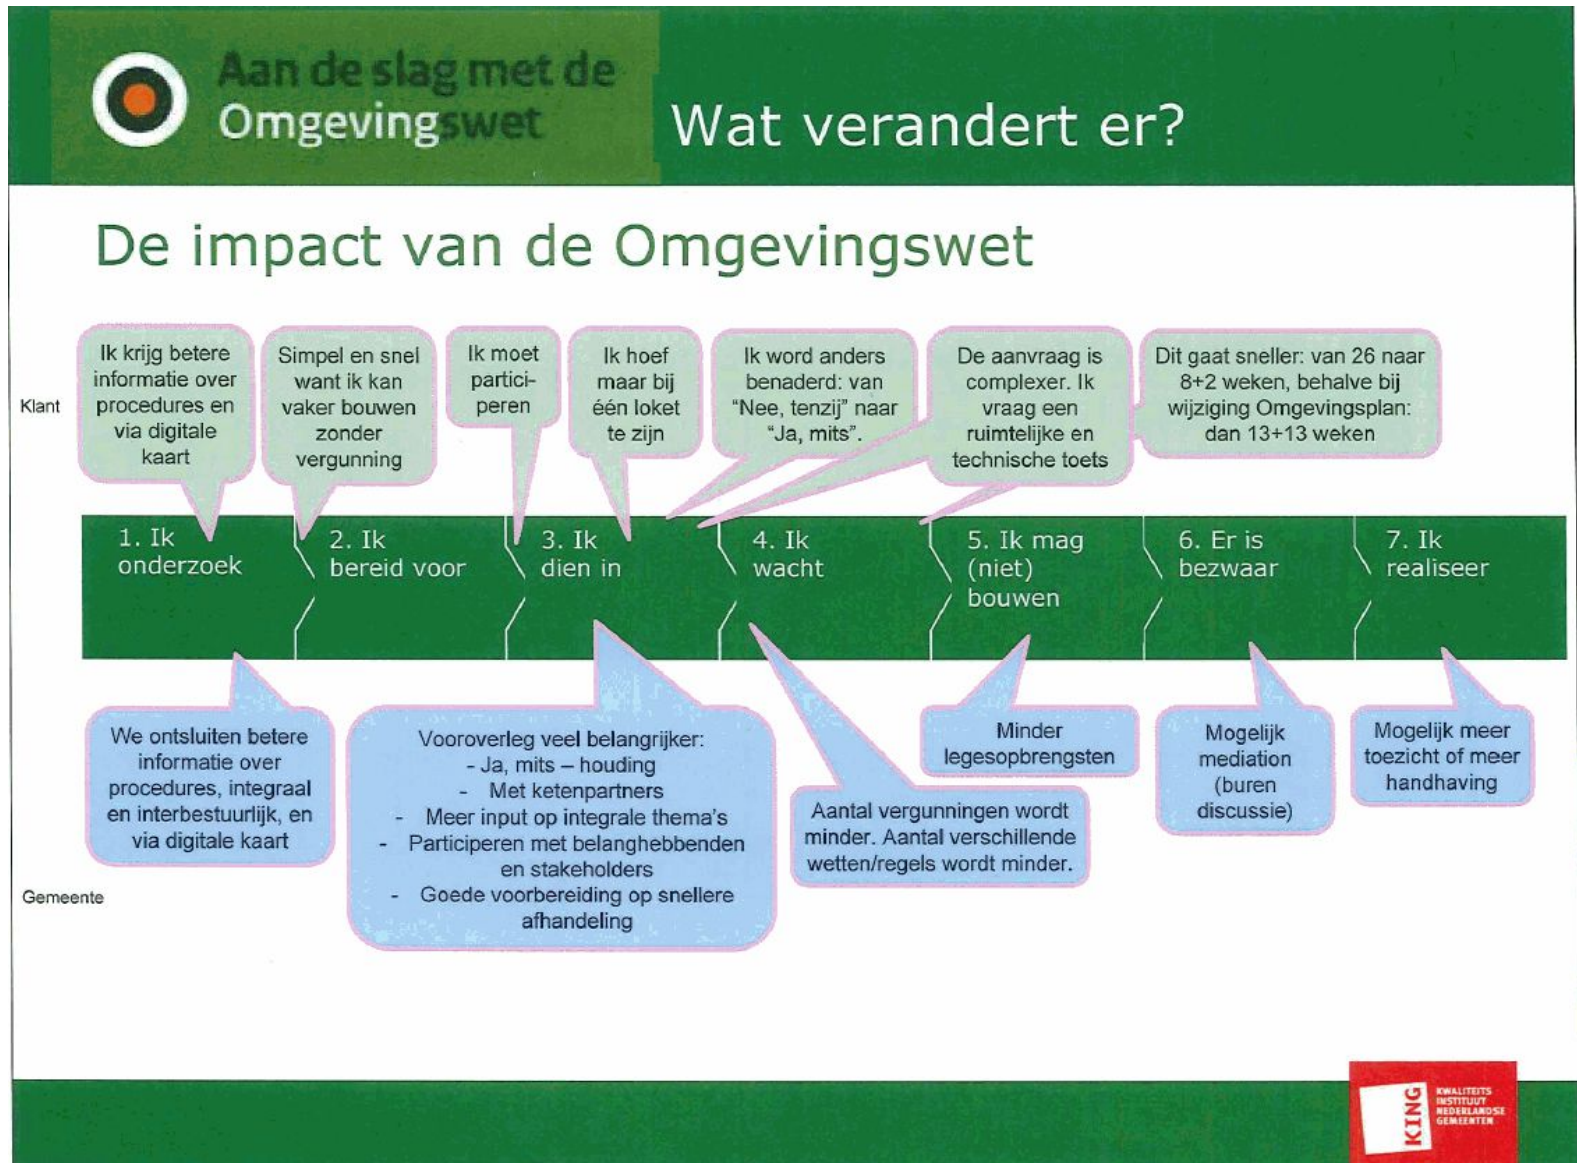 Aan de slag met de
Omgevingswet
Wat verandert er?
De impact van de Omgevingswet
Klant
Ik krijg betere
informatie over
procedures en
via digitale
kaart
Simpel en snel
want ik kan
vaker bouwen
zonder
vergunning
Ik moet
partici-
peren
Ik hoef
maar bij
één loket
te zijn
Ik word anders
benaderd: van
“Nee, tenzij” naar
“Ja, mits”.
De aanvraag is
complexer. Ik
vraag een
ruimtelijke en
technische toets
Dit gaat sneller: van 26 naar
8+2 weken, behalve bij
wijziging Omgevingsplan:
dan 13+13 weken
1. Ik
onderzoek
2. Ik
bereid voor
3. Ik
dien in
4. Ik
wacht
5. Ik mag
(niet)
bouwen
6. Er is
bezwaar
7. Ik
realiseer
We ontsluiten betere
informatie over
procedures, integraal
en interbestuurlijk, en
via digitale kaart
Vooroverleg veel belangrijker:
- Ja, mits – houding
- Met ketenpartners
- Meer input op integrale thema's
- Participeren met belanghebbenden
en stakeholders
- Goede voorbereiding op snellere
afhandeling
Aantal vergunningen wordt
minder. Aantal verschillende
wetten/regels wordt minder.
Minder
legesopbrengsten
Mogelijk
mediation
(buren
discussie)
Mogelijk meer
toezicht of meer
handhaving
Gemeente
KING
KWALITEITS
INSTITUUT
NEDERLANDSE
GEMEENTEN